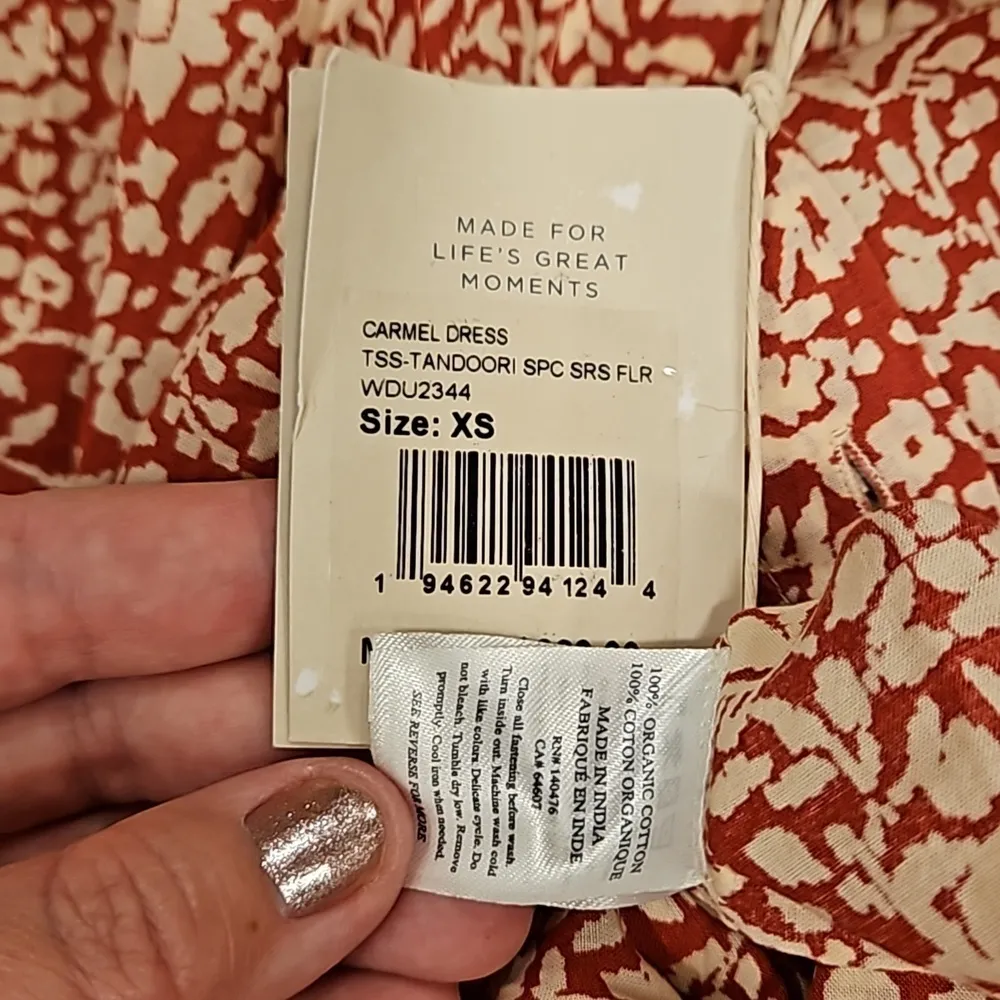 MADE FOR
LIFE'S GREAT
MOMENTS
CARMEL DRESS
TSS-TANDOORI SPC SRS FLR
WDU2344
Size: XS
1 94622 94124 4
100% ORGANIC COTTON
100% COTON ORGANIQUE
MADE IN INDIA
FABRIQUE EN INDE
RN# 140476
CA# 64607
Close all fastening before wash.
Turn inside out. Machine wash cold
with like colors. Delicate cycle. Do
not bleach. Tumble dry low. Remove
promptly. Cool iron when needed.
SEE REVERSE FOR MORE